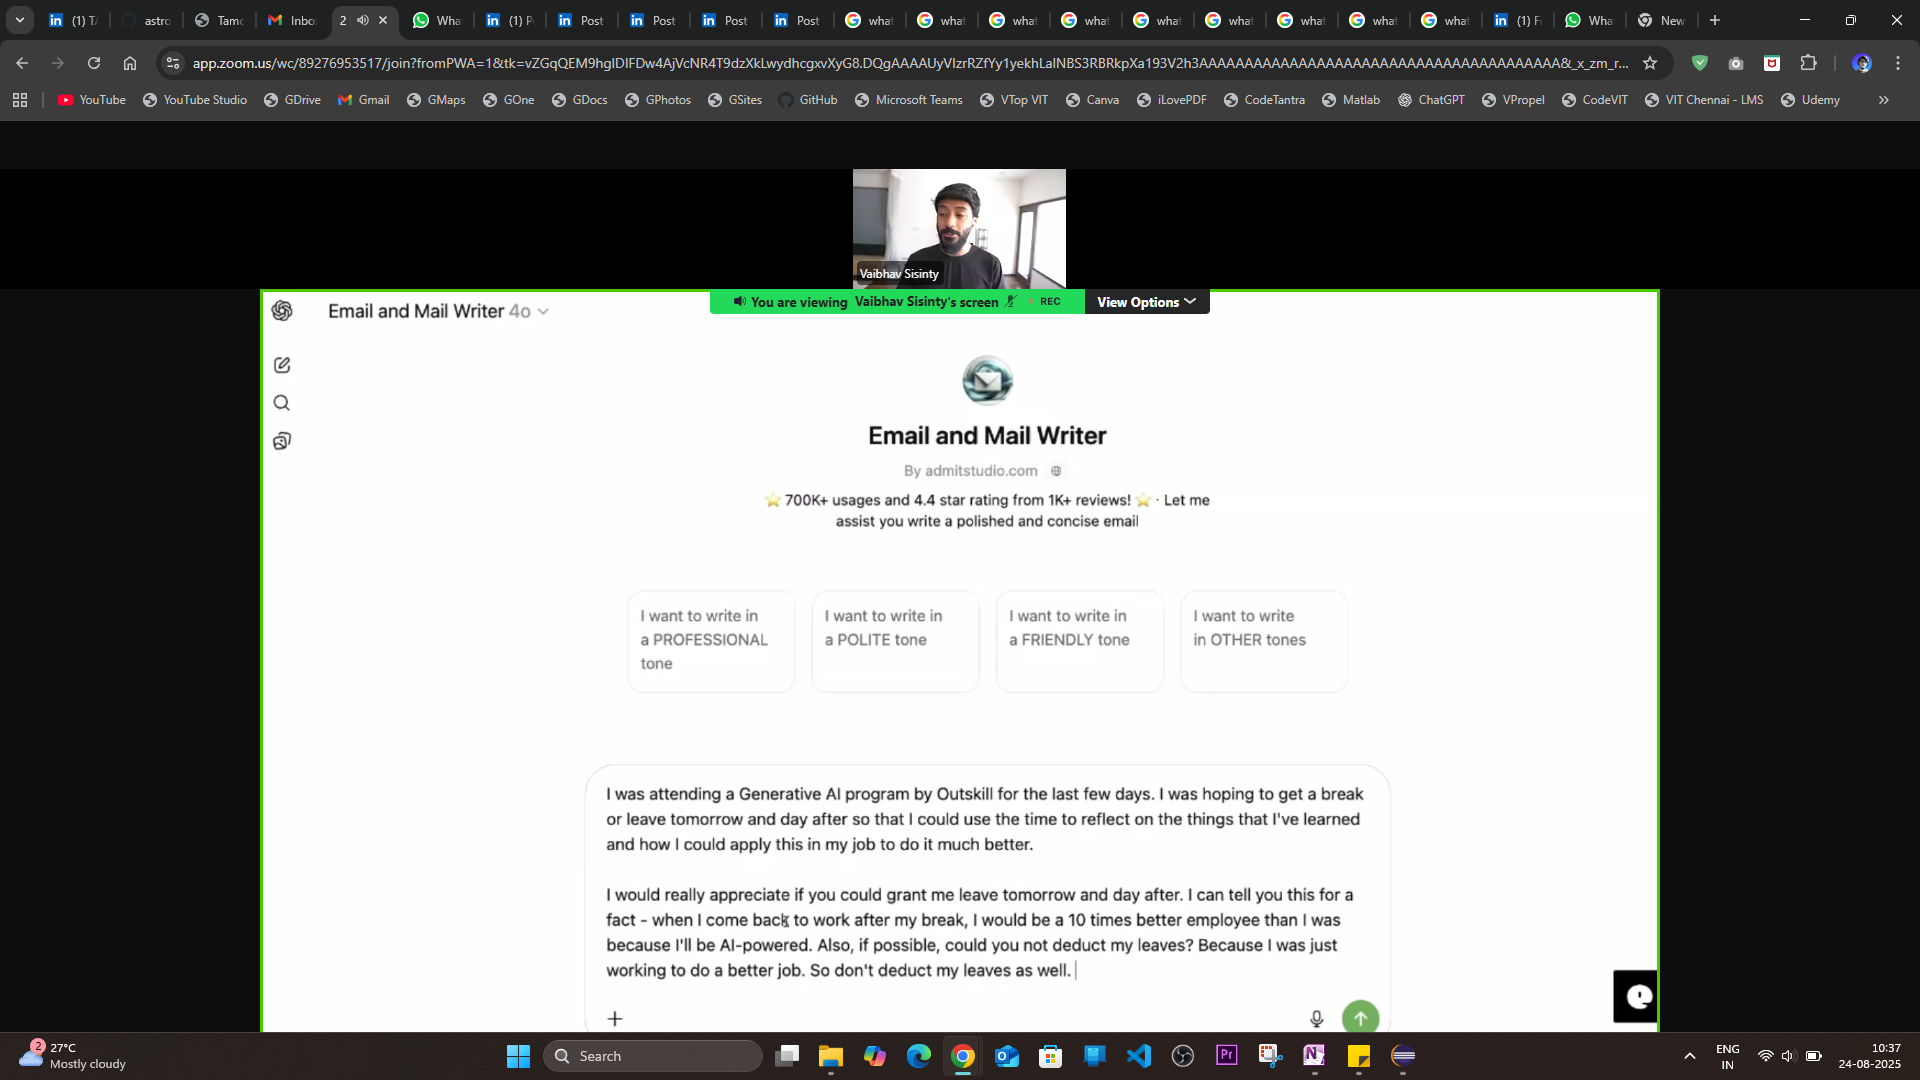 (1) TA
astro
Tamo
Inbo
2
Wha
(1) P
Post
Post
Post
Post
what
what
what
what
what
what
what
what
what
(1) F
Wha
New
YouTube
YouTube Studio
GDrive
Gmail
GMaps
GOne
GDocs
GPhotos
GSites
GitHub
Microsoft Teams
VTop VIT
Canva
iLovePDF
CodeTantra
Matlab
ChatGPT
VPropel
CodeVIT
VIT Chennai - LMS
Udemy
»
Vaibhav Sisinty
You are viewing Vaibhav Sisinty's screen
REC
View Options
Email and Mail Writer 4o
Email and Mail Writer
By admitstudio.com
⭐ 700K+ usages and 4.4 star rating from 1K+ reviews! ⭐ · Let me
assist you write a polished and concise email
I want to write in
a PROFESSIONAL
tone
I want to write in
a POLITE tone
I want to write in
a FRIENDLY tone
I want to write
in OTHER tones
I was attending a Generative AI program by Outskill for the last few days. I was hoping to get a break
or leave tomorrow and day after so that I could use the time to reflect on the things that I've learned
and how I could apply this in my job to do it much better.
I would really appreciate if you could grant me leave tomorrow and day after. I can tell you this for a
fact - when I come back to work after my break, I would be a 10 times better employee than I was
because I'll be AI-powered. Also, if possible, could you not deduct my leaves? Because I was just
working to do a better job. So don't deduct my leaves as well.
2
27°C
Mostly cloudy
Search
Pr
N
ENG
IN
10:37
24-08-2025